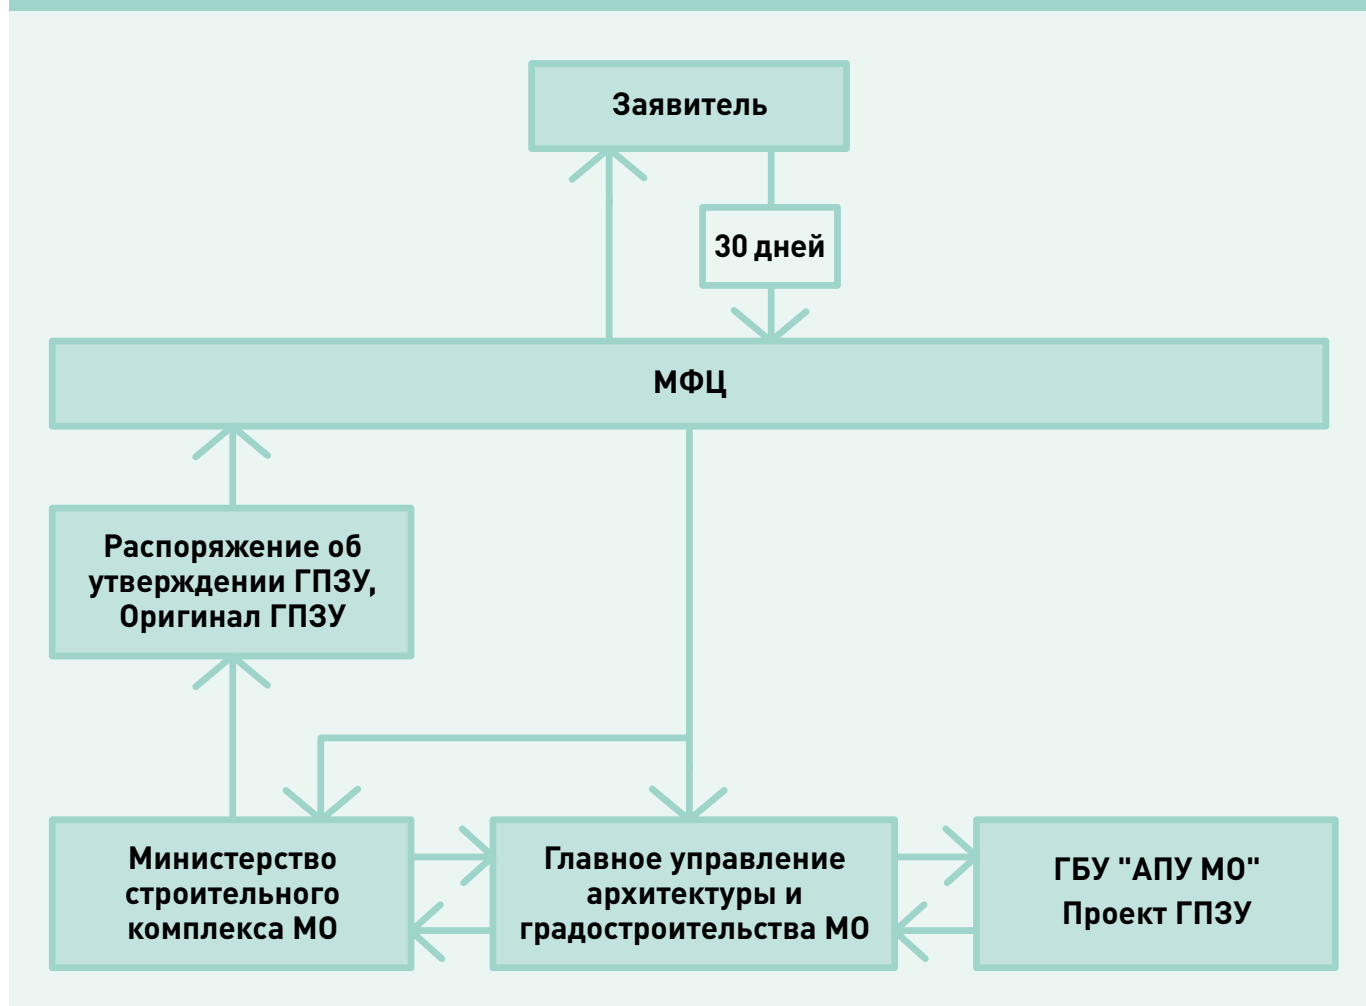 Заявитель
30 дней
МФЦ
Распоряжение об
утверждении ГПЗУ,
Оригинал ГПЗУ
Министерство
строительного
комплекса МО
Главное управление
архитектуры и
градостроительства МО
ГБУ "АПУ МО"
Проект ГПЗУ